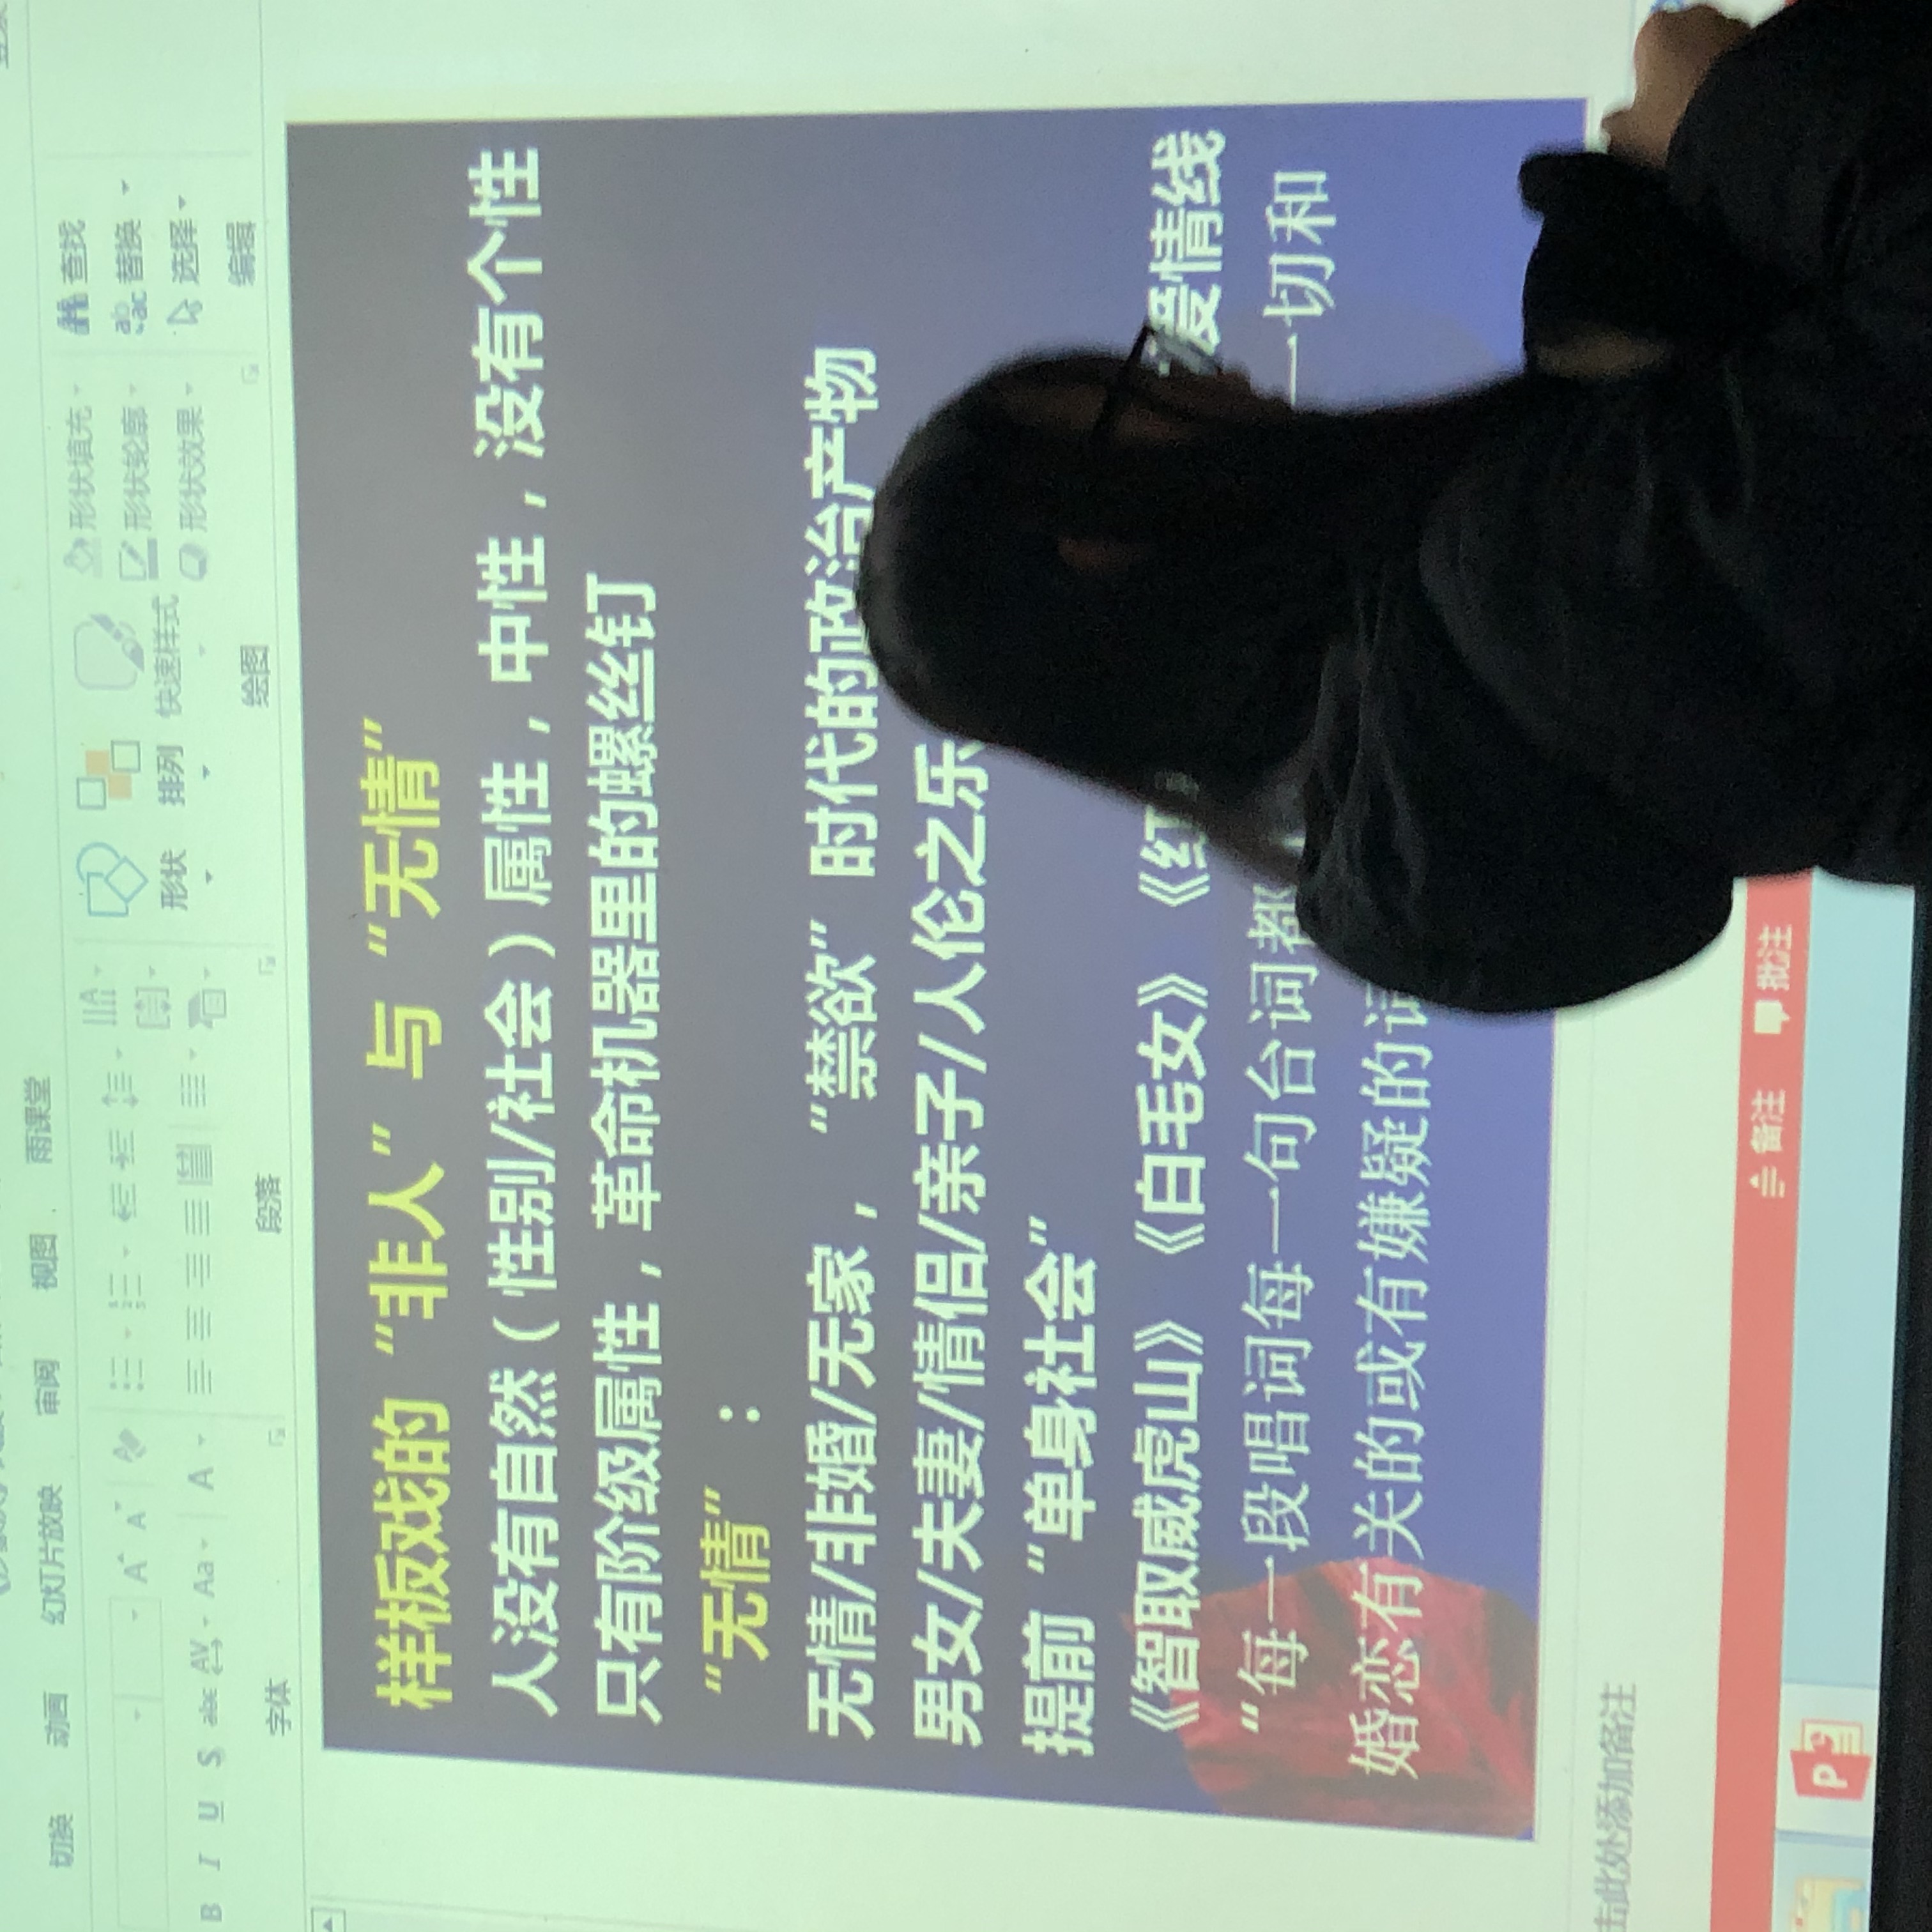 切换 动画 幻灯片放映 审阅 视图 雨课堂
形状填充
形状轮廓
形状效果
查找
替换
选择
形状 排列 快速样式
B I U S abc AV Aa A
字体 段落 绘图 编辑
样板戏的“非人”与“无情”
人没有自然（性别/社会）属性，中性，没有个性
只有阶级属性，革命机器里的螺丝钉
“无情”：
无情/非婚/无家，“禁欲”时代的政治产物
男女/夫妻/情侣/亲子/人伦之乐
提前“单身社会”
《智取威虎山》《白毛女》《红 爱情线
“每一段唱词每一句台词都 一切和
婚恋有关的或有嫌疑的词
击此处添加备注
备注 批注
P